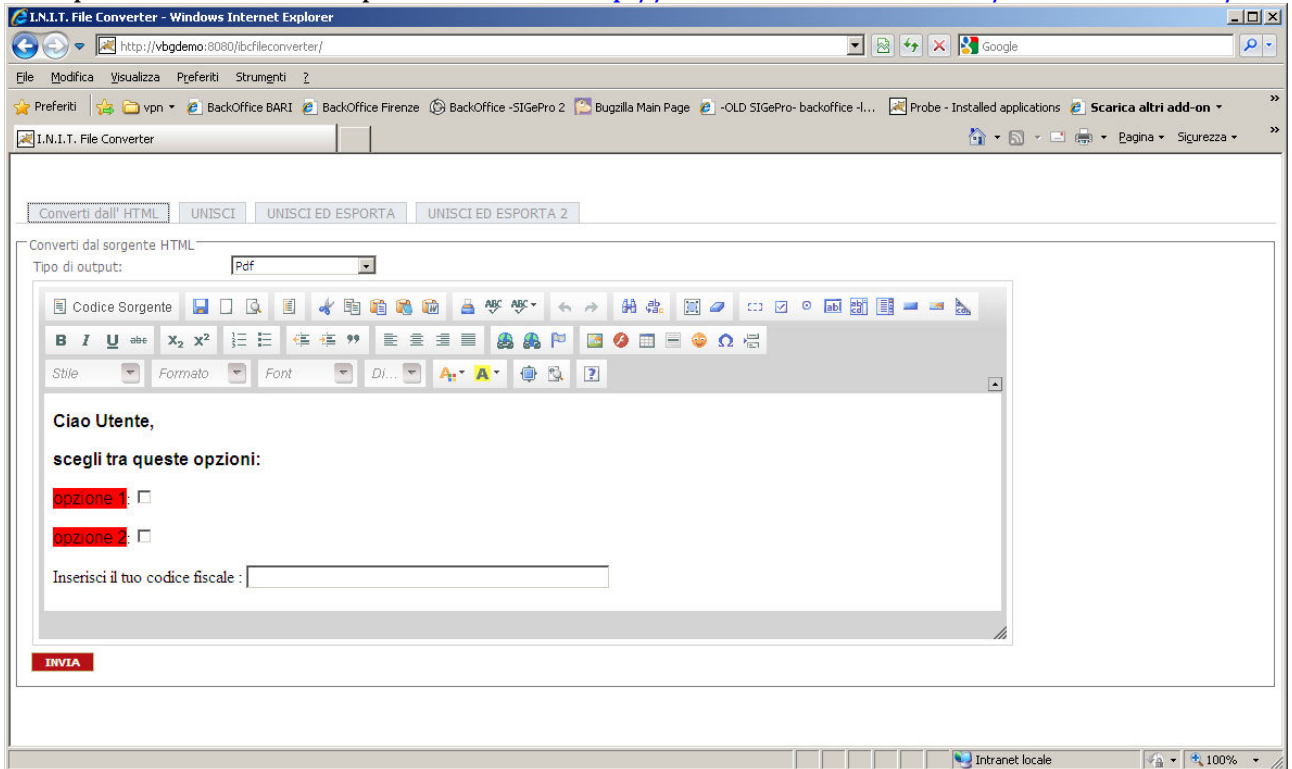 I.N.I.T. File Converter - Windows Internet Explorer
http://vbgdemo:8080/ibcfileconverter/
Google
File Modifica Visualizza Preferiti Strumenti ?
Preferiti vpn BackOffice BARI BackOffice Firenze BackOffice -SIGePro 2 Bugzilla Main Page -OLD SIGePro- backoffice -l... Probe - Installed applications Scarica altri add-on »
I.N.I.T. File Converter Pagina Sicurezza »
Converti dall' HTML UNISCI UNISCI ED ESPORTA UNISCI ED ESPORTA 2
Converti dal sorgente HTML
Tipo di output: Pdf
Codice Sorgente
B I U abc X₂ X²
Stile Formato Font Di... A A ?
Ciao Utente,
scegli tra queste opzioni:
opzione 1:
opzione 2:
Inserisci il tuo codice fiscale :
INVIA
Intranet locale 100%